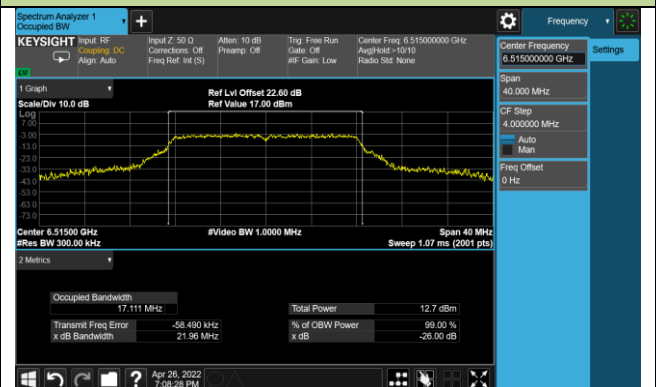 Spectrum Analyzer 1
Occupied BW
Frequency
KEYSIGHT
Input: RF
Coupling: DC
Align: Auto
Input Z: 50 Ω
Corrections: Off
Freq Ref: Int (S)
Atten: 10 dB
Preamp: Off
Trig: Free Run
Gate: Off
#IF Gain: Low
Center Freq: 6.515000000 GHz
Avg|Hold:>10/10
Radio Std: None
Center Frequency
6.515000000 GHz
Settings
Span
40.000 MHz
CF Step
4.000000 MHz
Auto
Man
Freq Offset
0 Hz
1 Graph
Scale/Div 10.0 dB
Ref Lvl Offset 22.60 dB
Ref Value 17.00 dBm
Log
7.00
-3.00
-13.0
-23.0
-33.0
-43.0
-53.0
-63.0
-73.0
Center 6.51500 GHz
#Video BW 1.0000 MHz
Span 40 MHz
#Res BW 300.00 kHz
Sweep 1.07 ms (2001 pts)
2 Metrics
Occupied Bandwidth
17.111 MHz
Total Power
12.7 dBm
Transmit Freq Error
-58.490 kHz
% of OBW Power
99.00 %
x dB Bandwidth
21.96 MHz
x dB
-26.00 dB
Apr 26, 2022
7:08:28 PM